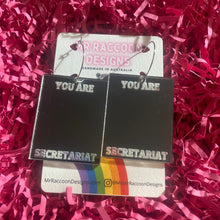 MR RACCOON
DESIGNS
HANDMADE IN AUSTRALIA
YOU ARE
YOU ARE
SECRETARIAT
SECRETARIAT
@MrRaccoonDesigns